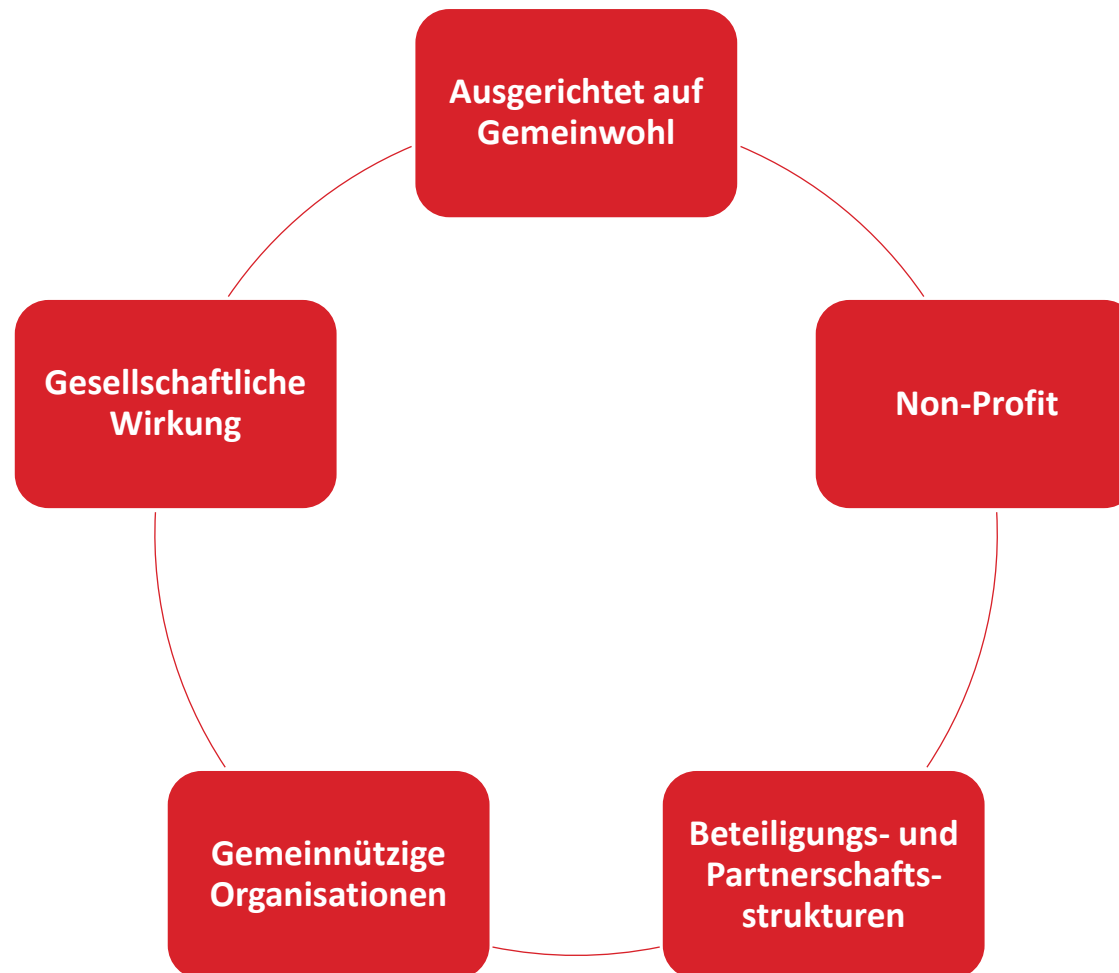 Ausgerichtet auf
Gemeinwohl
Gesellschaftliche
Wirkung
Non-Profit
Gemeinnützige
Organisationen
Beteiligungs- und
Partnerschafts-
strukturen